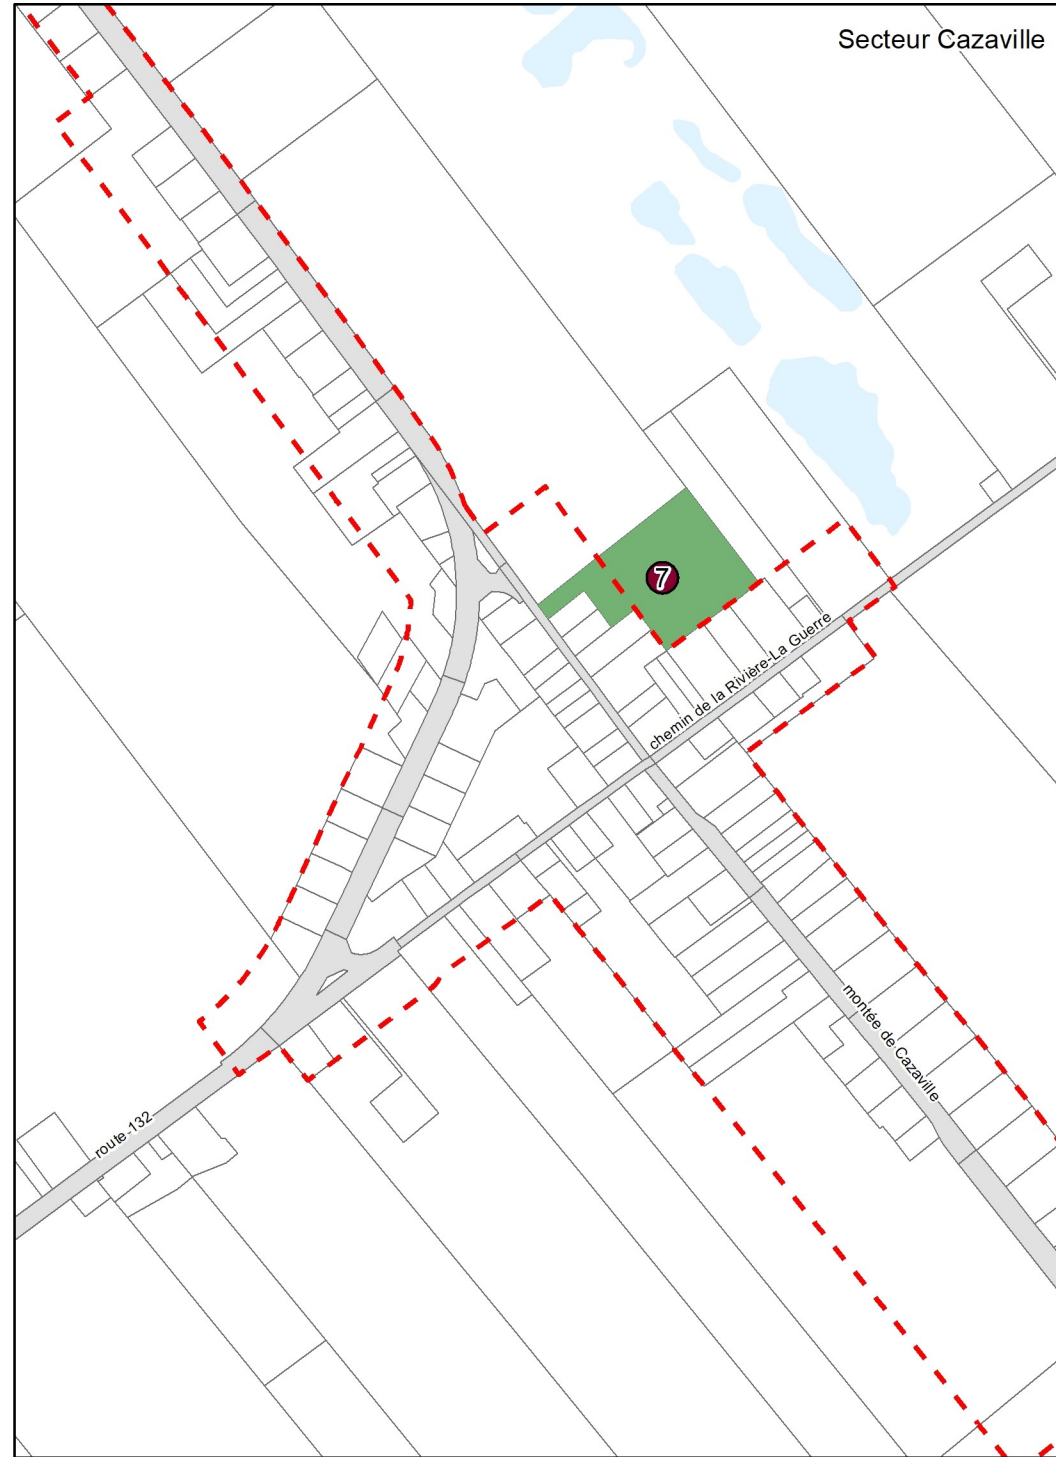 Secteur Cazaville
7
chemin de la Rivière-La Guerre
montée de Cazaville
route-132